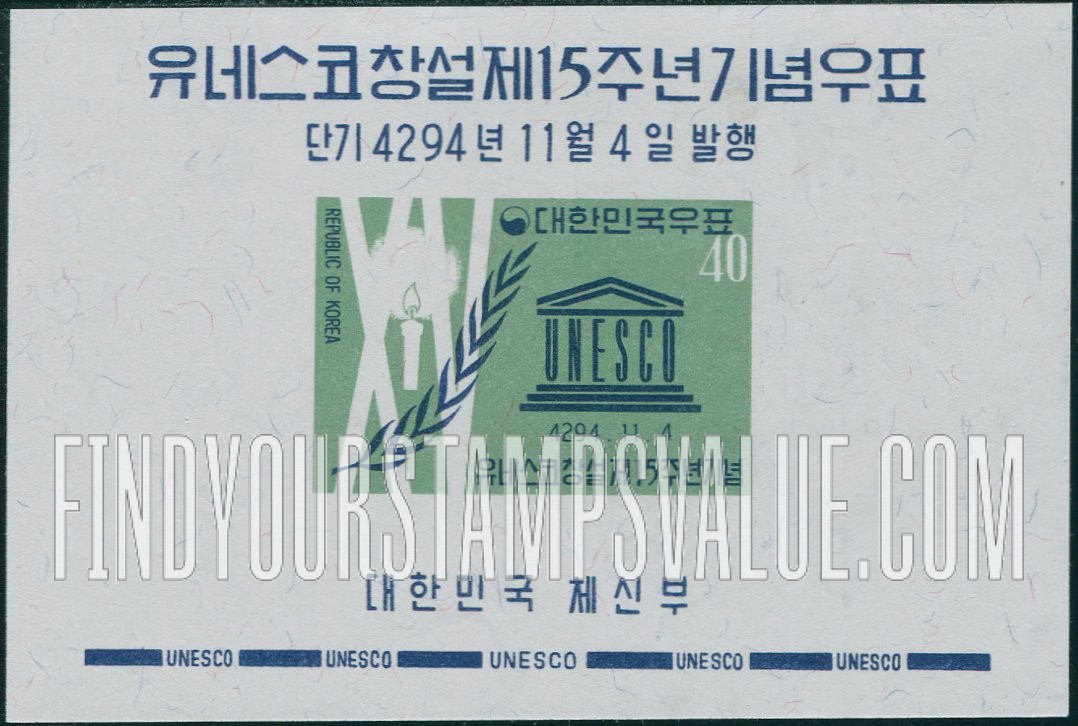 유네스코창설제15주년기념우표
단기 4294년 11월 4일 발행
대한민국우표
40
REPUBLIC OF KOREA
UNESCO
4294.11.4
유네스코창설제15주년기념
FINDYOURSTAMPSVALUE.COM
대한민국 체신부
UNESCO UNESCO UNESCO UNESCO UNESCO